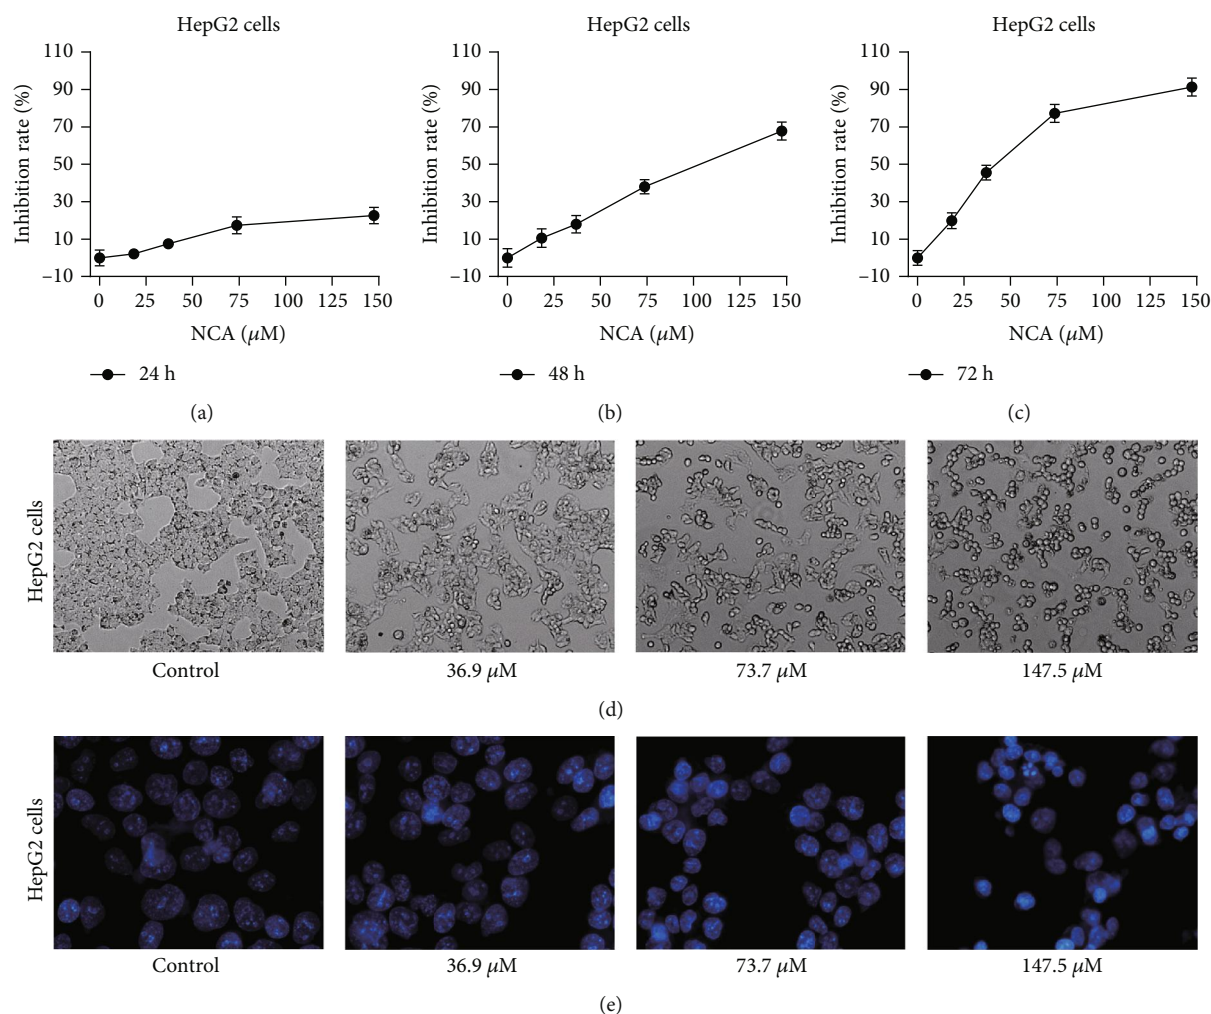 HepG2 cells
110
90
70
50
30
10
–10
Inhibition rate (%)
0 25 50 75 100 125 150
NCA (μM)
24 h
(a)
HepG2 cells
110
90
70
50
30
10
–10
Inhibition rate (%)
0 25 50 75 100 125 150
NCA (μM)
48 h
(b)
HepG2 cells
110
90
70
50
30
10
–10
Inhibition rate (%)
0 25 50 75 100 125 150
NCA (μM)
72 h
(c)
HepG2 cells
Control 36.9 μM 73.7 μM 147.5 μM
(d)
HepG2 cells
Control 36.9 μM 73.7 μM 147.5 μM
(e)